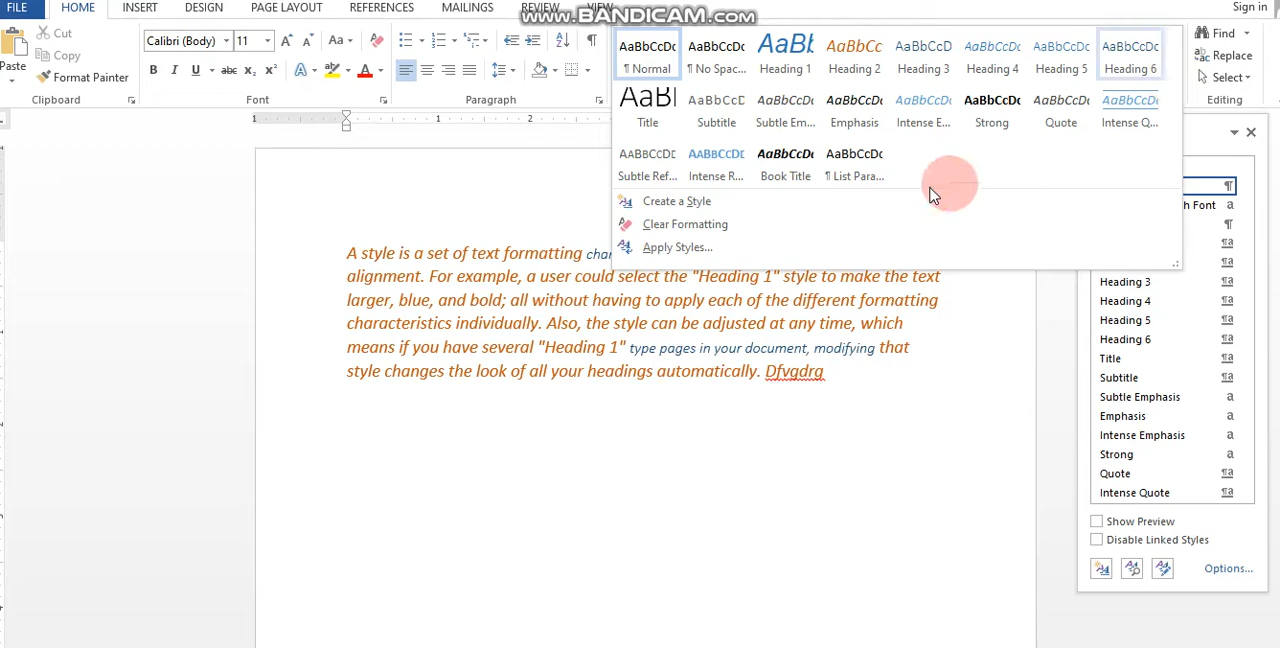 FILE HOME INSERT DESIGN PAGE LAYOUT REFERENCES MAILINGS REVIEW VIEW Sign in
www.BANDICAM.com
Paste
Cut
Copy
Format Painter
Clipboard
Calibri (Body) 11
Font
Paragraph
AaBbCcDc AaBbCcDc AaBb AaBbCc AaBbCcD AaBbCcDc AaBbCcDc AaBbCcDc
¶ Normal ¶ No Spac... Heading 1 Heading 2 Heading 3 Heading 4 Heading 5 Heading 6
AaBl AaBbCcD AaBbCcDc AaBbCcDc AaBbCcDc AaBbCcDc AaBbCcDc AaBbCcDc
Title Subtitle Subtle Em... Emphasis Intense E... Strong Quote Intense Q...
AaBbCcDc AaBbCcDc AaBbCcDc AaBbCcDc
Subtle Ref... Intense R... Book Title ¶ List Para...
Create a Style
Clear Formatting
Apply Styles...
Find
Replace
Select
Editing
1 1 2
A style is a set of text formatting
alignment. For example, a user could select the "Heading 1" style to make the text
larger, blue, and bold; all without having to apply each of the different formatting
characteristics individually. Also, the style can be adjusted at any time, which
means if you have several "Heading 1" type pages in your document, modifying that
style changes the look of all your headings automatically. Dfvgdrg
h Font a
Heading 3
Heading 4
Heading 5
Heading 6
Title
Subtitle
Subtle Emphasis a
Emphasis a
Intense Emphasis a
Strong a
Quote
Intense Quote
Show Preview
Disable Linked Styles
Options...